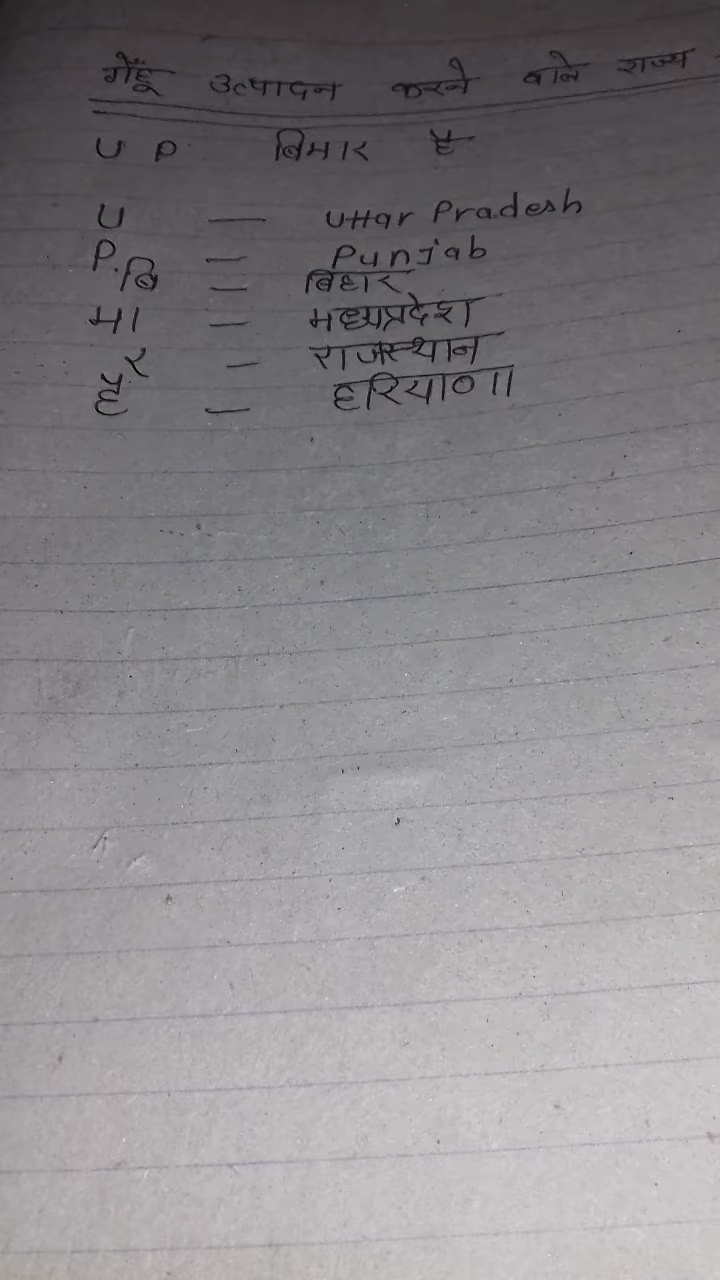 गेहूँ उत्पादन करने वाले राज्य
U P बिमार है
U — Uttar Pradesh
P. — Punjab
बि — बिहार
मा — मध्यप्रदेश
र — राजस्थान
है — हरियाणा